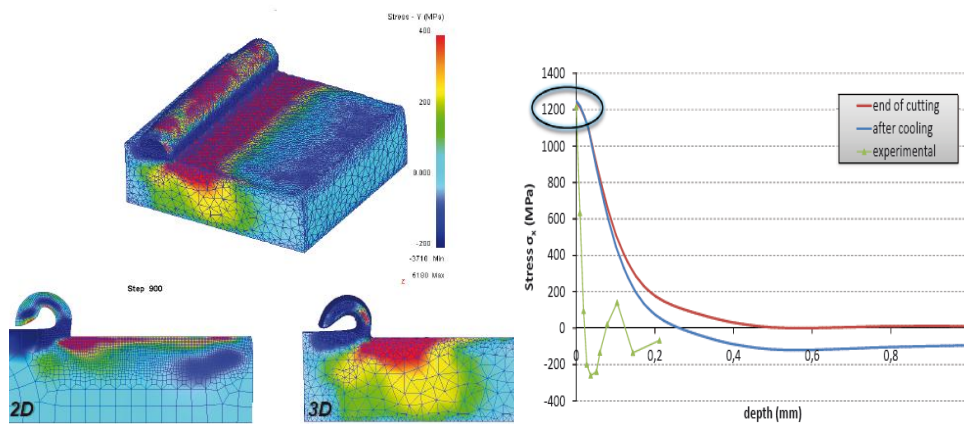 Stress - Y (MPa)
400
200
0.000
-200
-3710 Min
6180 Max
z
Step 900
2D
3D
1400
1200
1000
800
600
400
200
0
-200
-400
0
0,2
0,4
0,6
0,8
Stress σx (MPa)
depth (mm)
end of cutting
after cooling
experimental